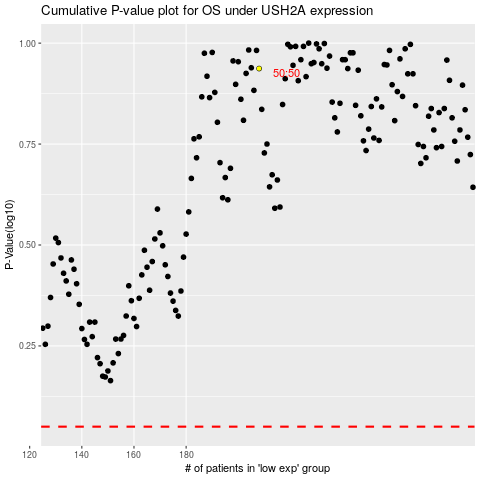 Cumulative P-value plot for OS under USH2A expression
P-Value(log10)
1.00
0.75
0.50
0.25
50:50
120 140 160 180
# of patients in 'low exp' group